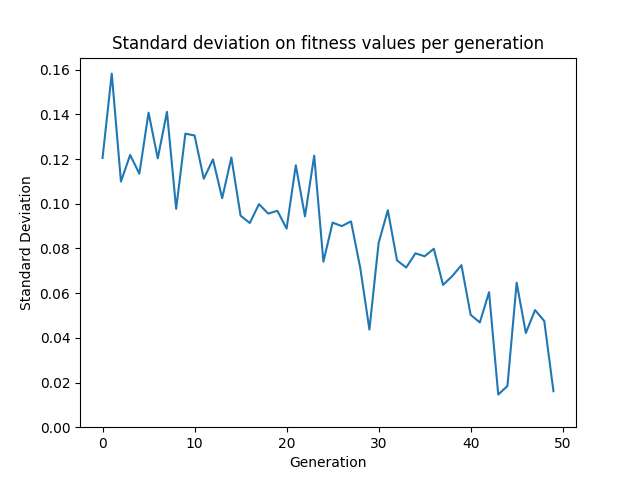 Standard deviation on fitness values per generation
0.16
0.14
0.12
0.10
0.08
0.06
0.04
0.02
0.00
Standard Deviation
0 10 20 30 40 50
Generation